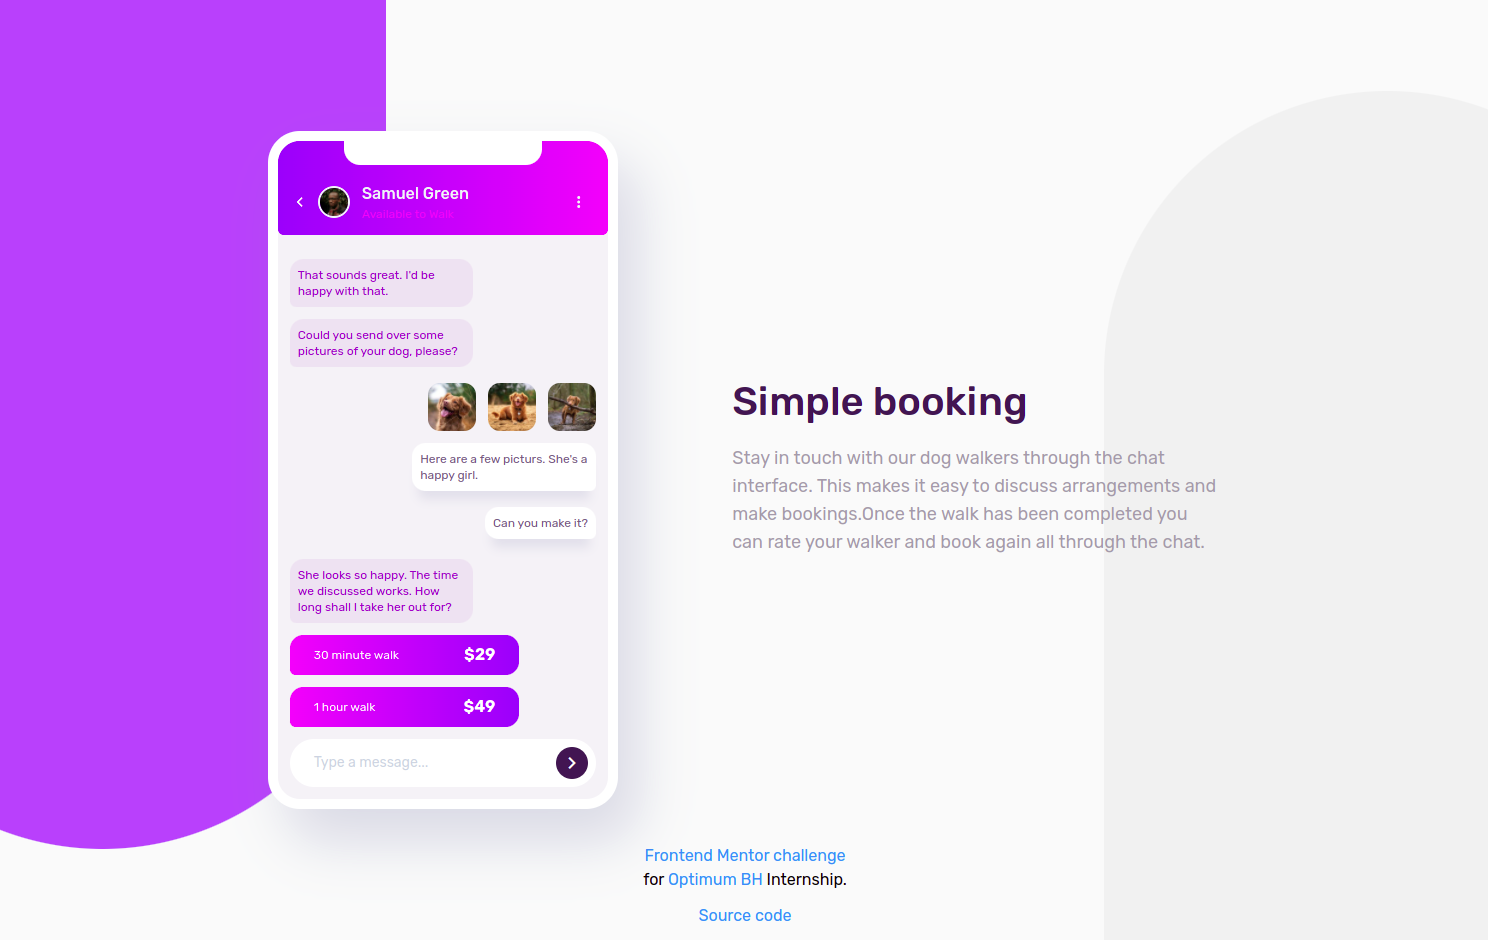 Samuel Green
Available to Walk
That sounds great. I'd be
happy with that.
Could you send over some
pictures of your dog, please?
Here are a few picturs. She's a
happy girl.
Can you make it?
She looks so happy. The time
we discussed works. How
long shall I take her out for?
30 minute walk $29
1 hour walk $49
Type a message...
Simple booking
Stay in touch with our dog walkers through the chat
interface. This makes it easy to discuss arrangements and
make bookings.Once the walk has been completed you
can rate your walker and book again all through the chat.
Frontend Mentor challenge
for Optimum BH Internship.
Source code